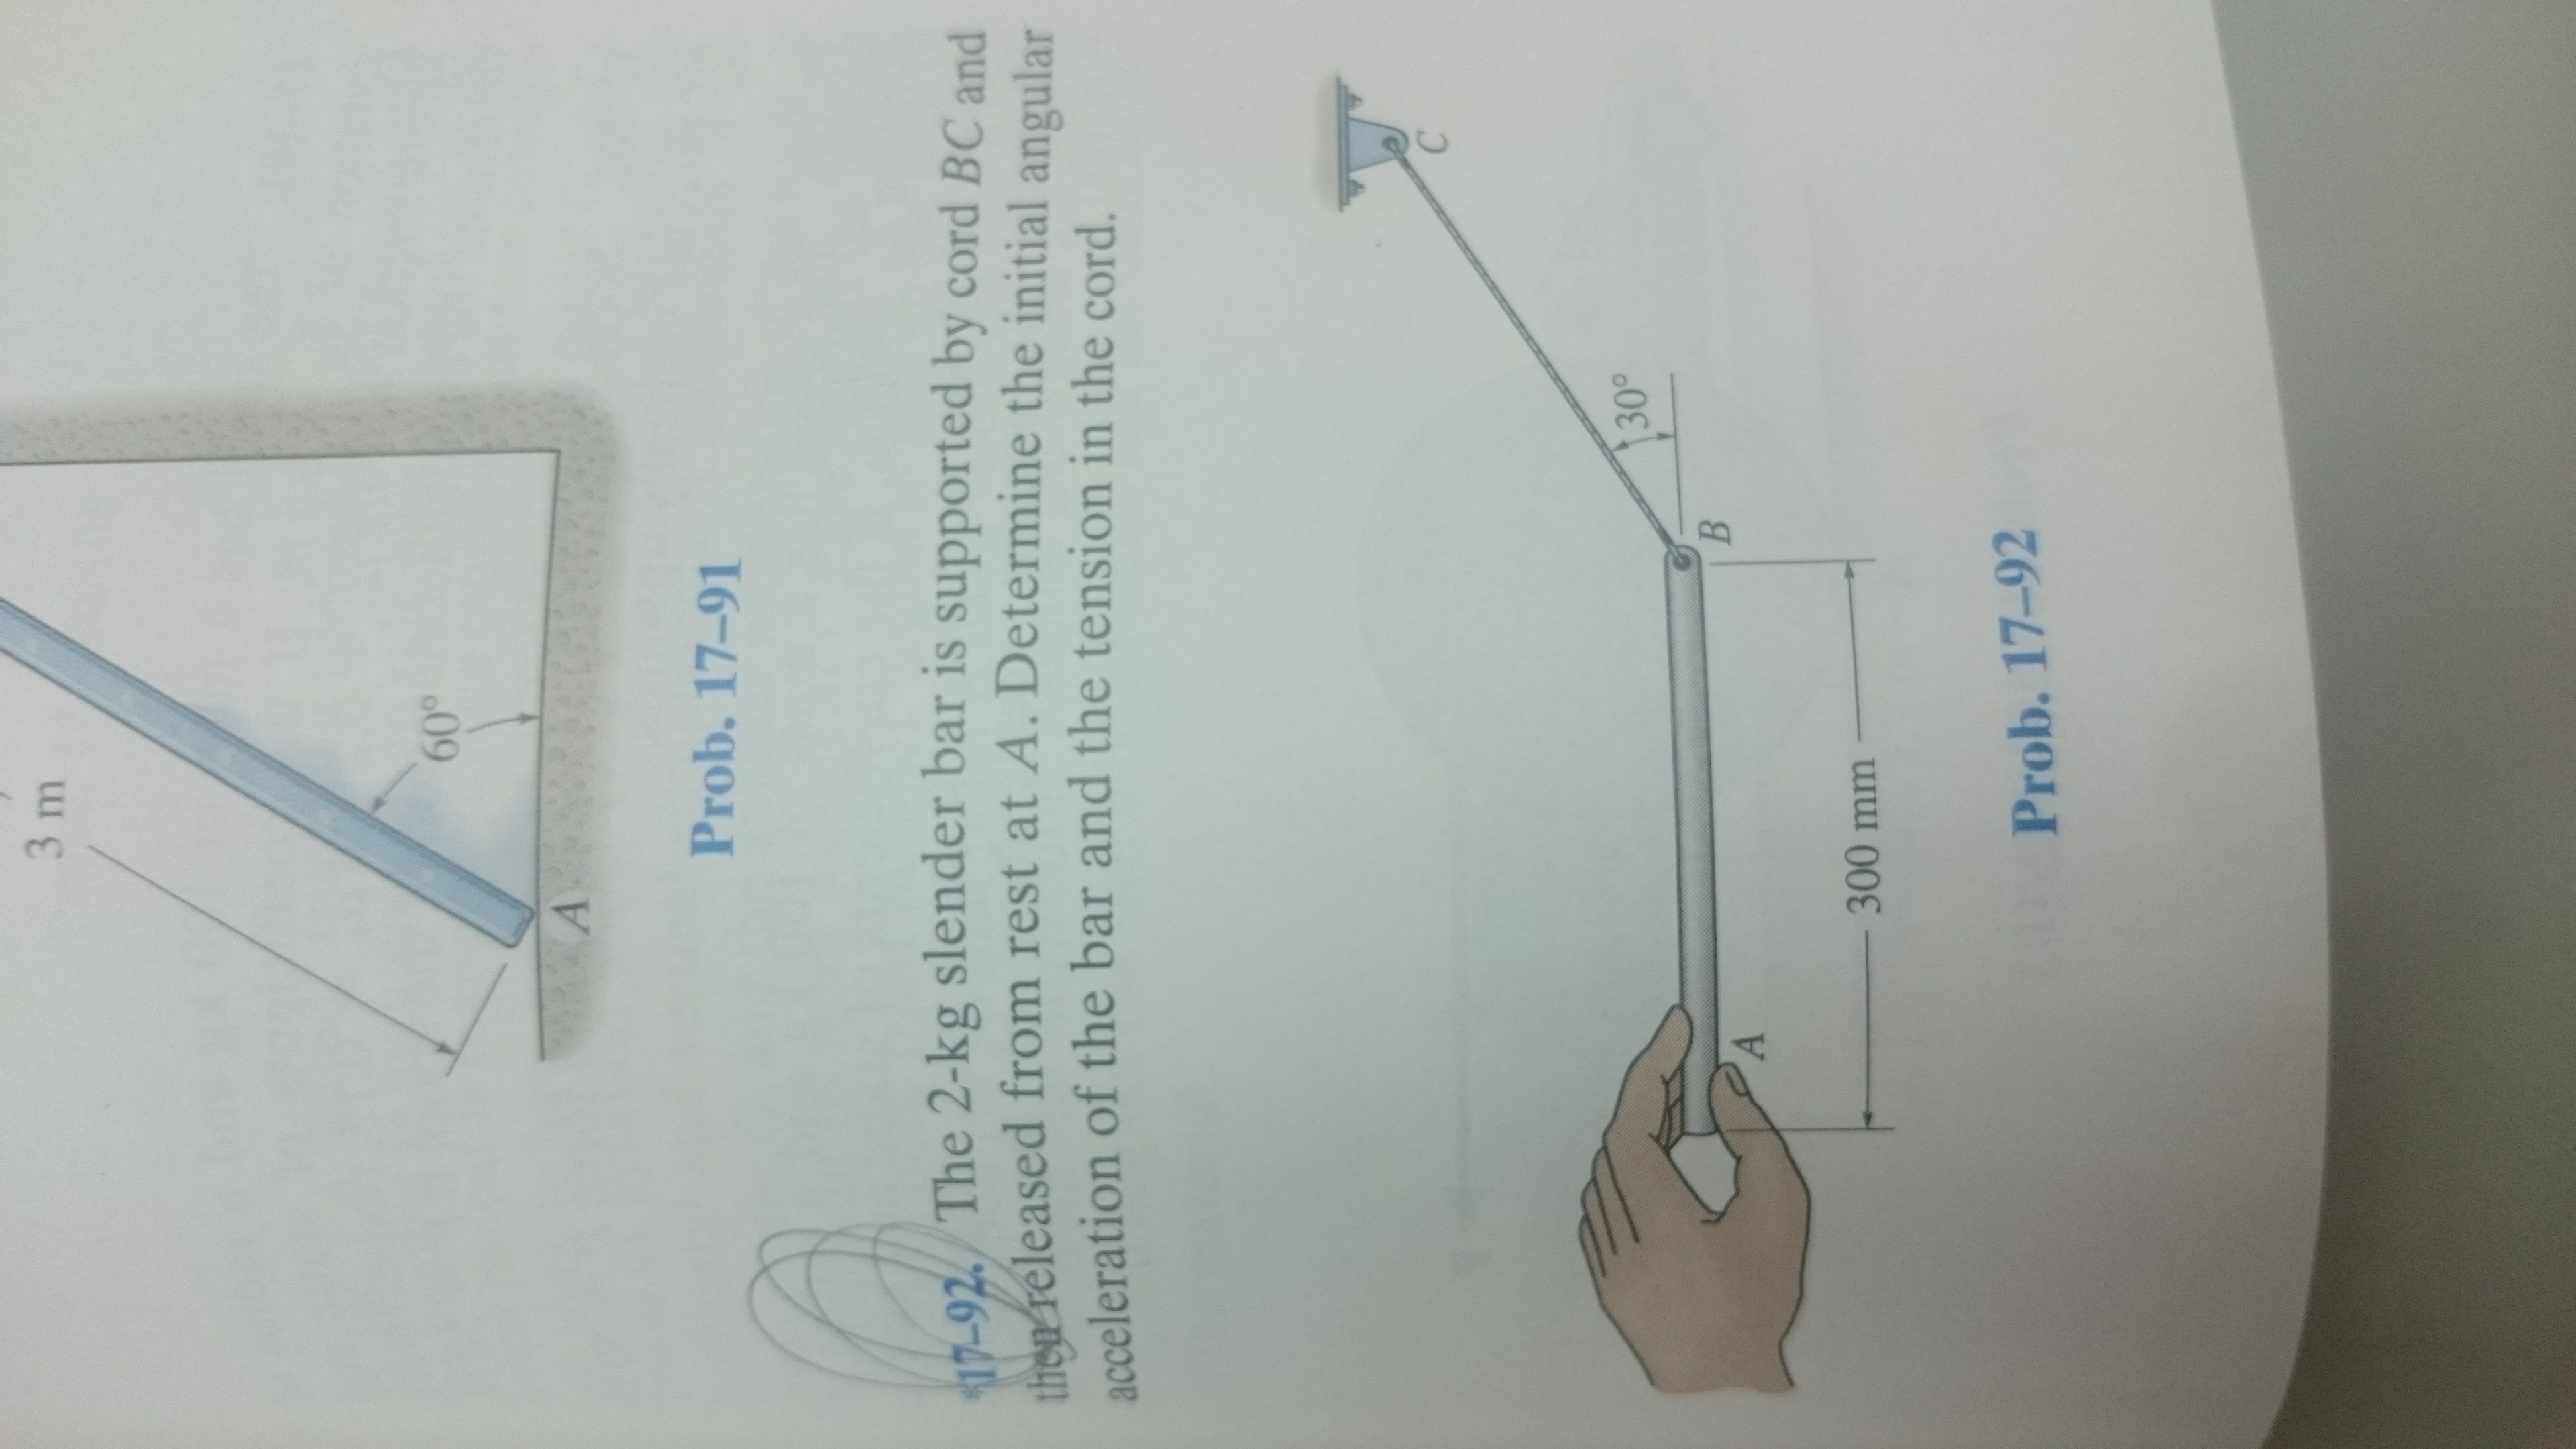 3 m
60°
A
Prob. 17–91
*17–92. The 2-kg slender bar is supported by cord BC and
then released from rest at A. Determine the initial angular
acceleration of the bar and the tension in the cord.
C
30°
A
B
300 mm
Prob. 17–92